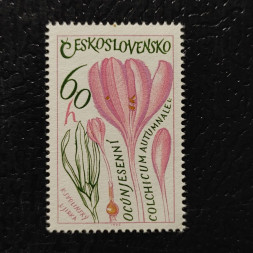 ČESKOSLOVENSKO
60
h
OCÚN JESENNÍ
COLCHICUM AUTUMNALE L.